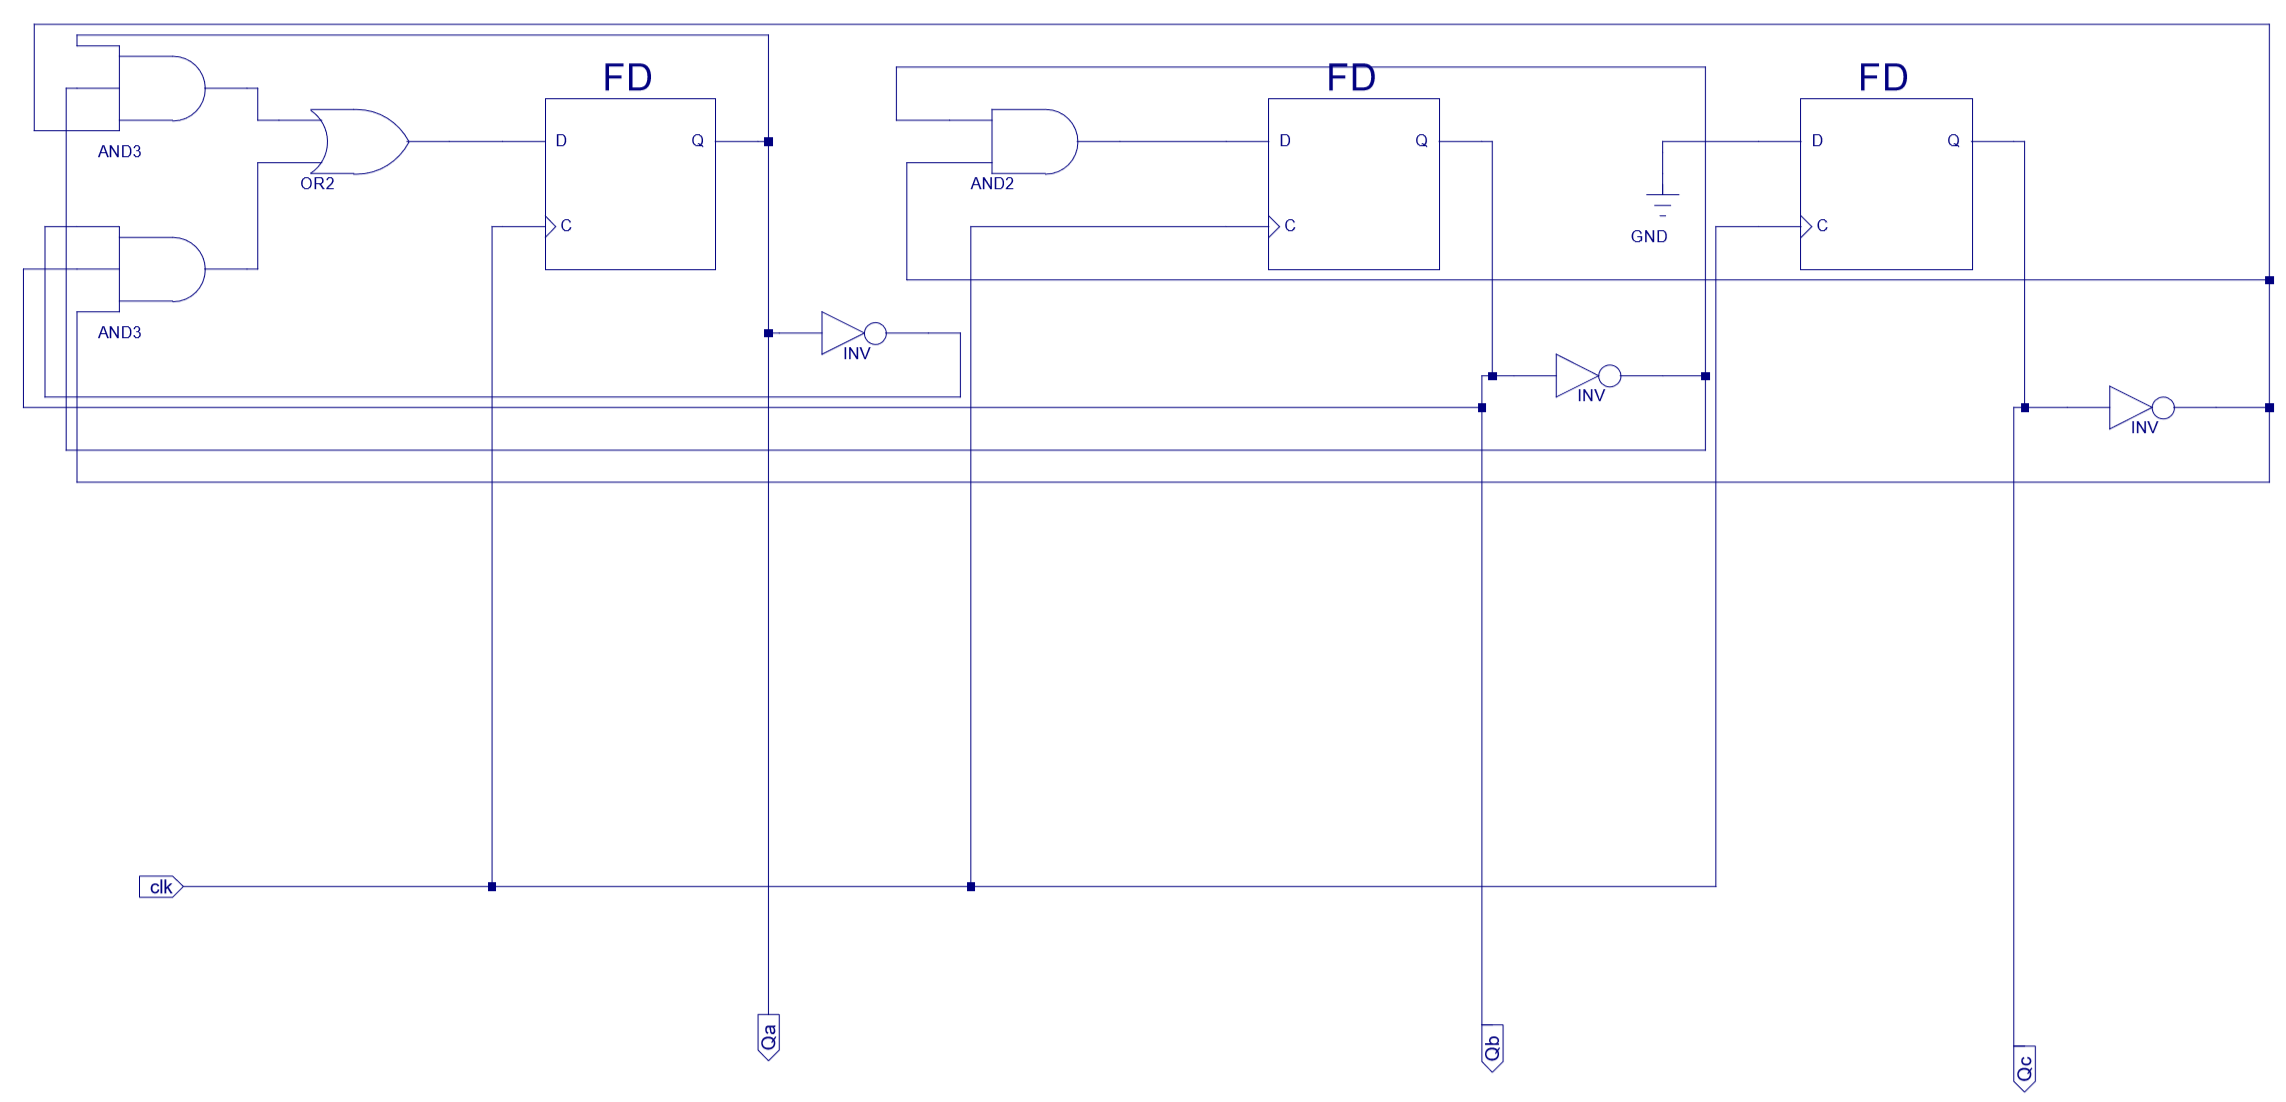 FD
FD
FD
D
Q
D
Q
D
Q
AND3
OR2
AND2
C
C
C
GND
AND3
INV
INV
INV
clk
Qa
Qb
Qc